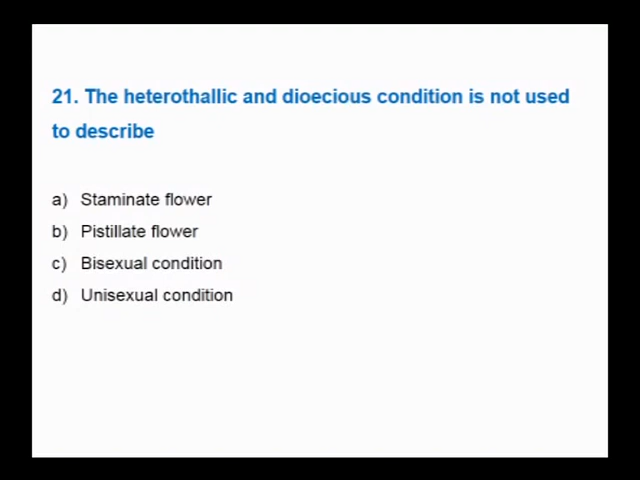 21. The heterothallic and dioecious condition is not used
to describe
a) Staminate flower
b) Pistillate flower
c) Bisexual condition
d) Unisexual condition